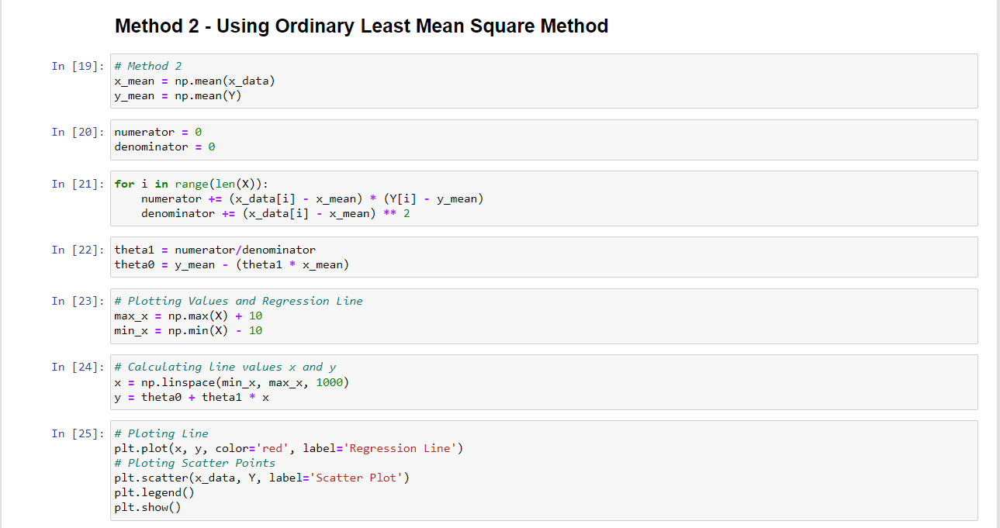 Method 2 - Using Ordinary Least Mean Square Method
In [19]: # Method 2
x_mean = np.mean(x_data)
y_mean = np.mean(Y)
In [20]: numerator = 0
denominator = 0
In [21]: for i in range(len(X)):
    numerator += (x_data[i] - x_mean) * (Y[i] - y_mean)
    denominator += (x_data[i] - x_mean) ** 2
In [22]: theta1 = numerator/denominator
theta0 = y_mean - (theta1 * x_mean)
In [23]: # Plotting Values and Regression Line
max_x = np.max(X) + 10
min_x = np.min(X) - 10
In [24]: # Calculating line values x and y
x = np.linspace(min_x, max_x, 1000)
y = theta0 + theta1 * x
In [25]: # Ploting Line
plt.plot(x, y, color='red', label='Regression Line')
# Ploting Scatter Points
plt.scatter(x_data, Y, label='Scatter Plot')
plt.legend()
plt.show()